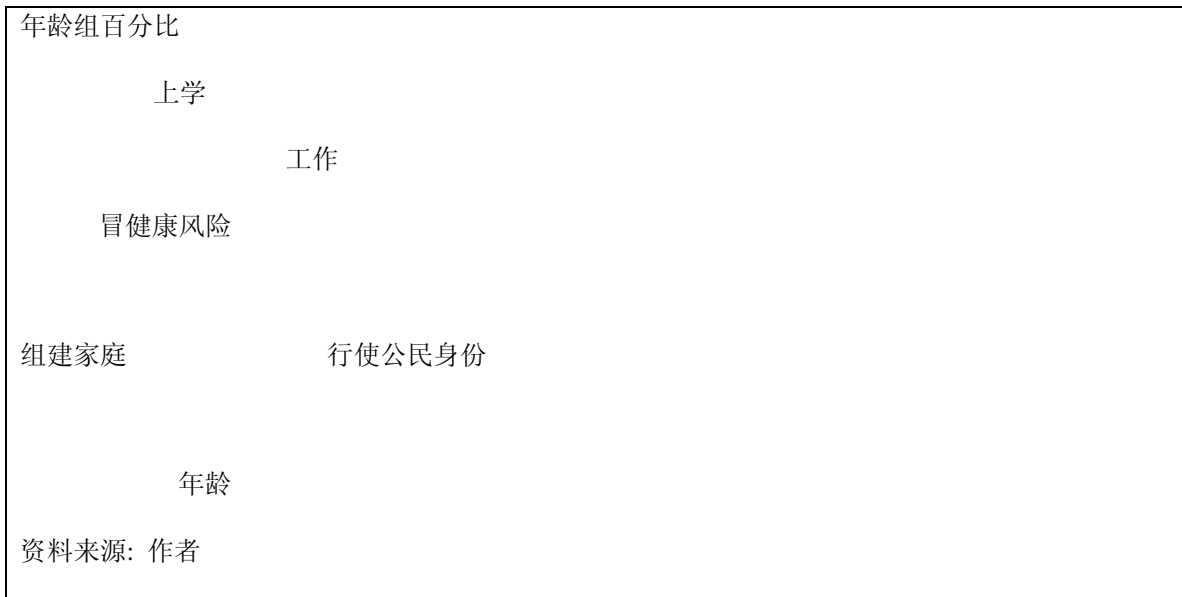 年龄组百分比
上学
工作
冒健康风险
组建家庭 行使公民身份
年龄
资料来源: 作者